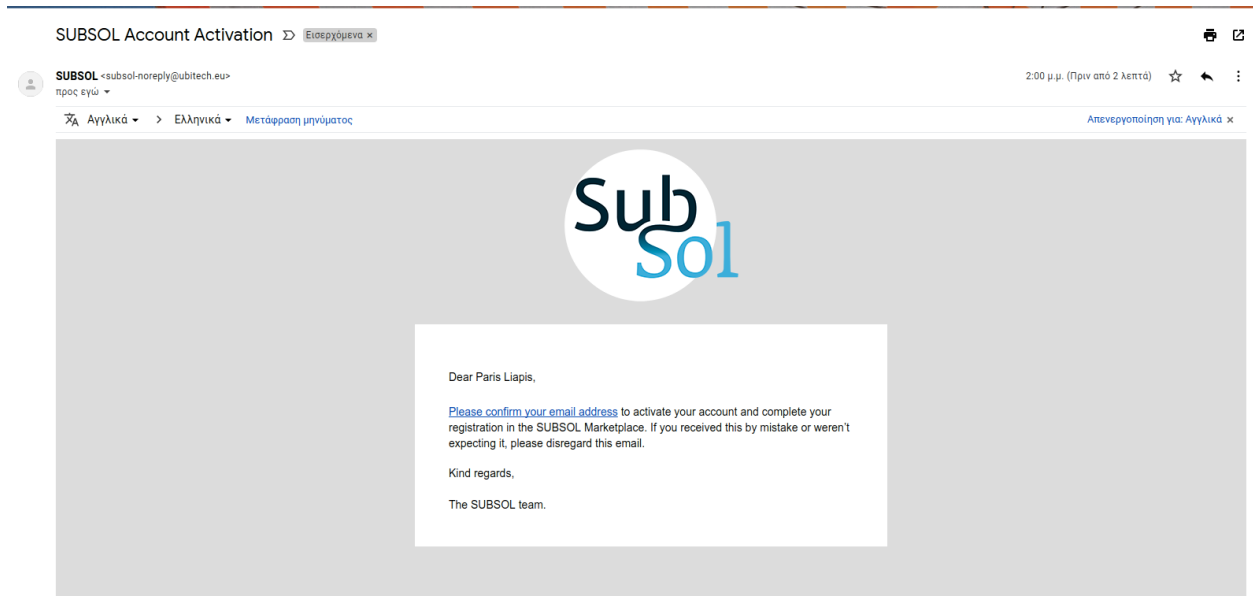 SUBSOL Account Activation Εισερχόμενα ×
SUBSOL <subsol-noreply@ubitech.eu>
2:00 μ.μ. (Πριν από 2 λεπτά)
προς εγώ
Αγγλικά > Ελληνικά Μετάφραση μηνύματος
Απενεργοποίηση για: Αγγλικά ×
Sub
Sol
Dear Paris Liapis,
Please confirm your email address to activate your account and complete your
registration in the SUBSOL Marketplace. If you received this by mistake or weren't
expecting it, please disregard this email.
Kind regards,
The SUBSOL team.